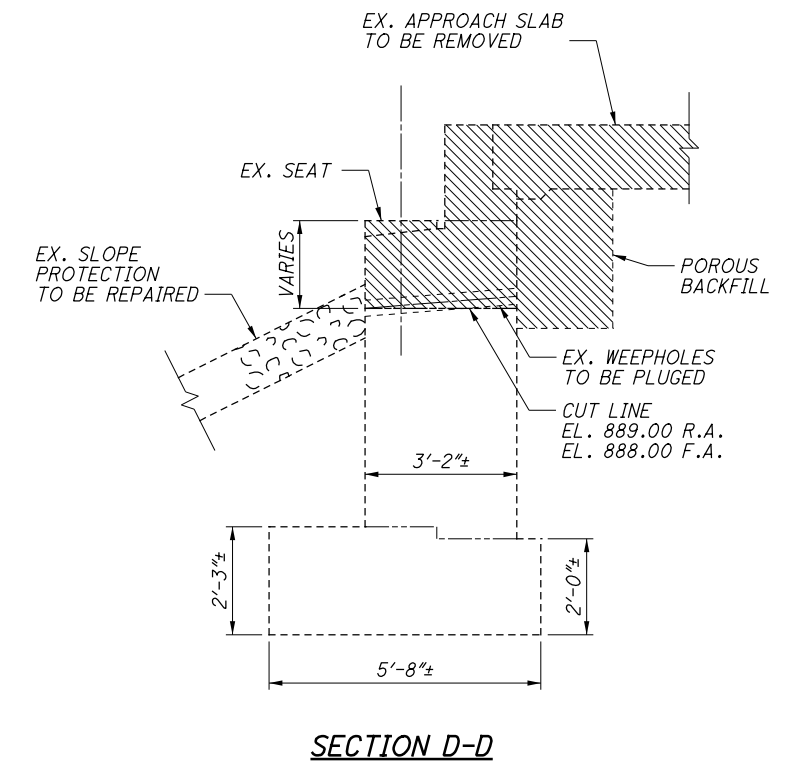 EX. APPROACH SLAB
TO BE REMOVED
EX. SEAT
VARIES
EX. SLOPE
PROTECTION
TO BE REPAIRED
POROUS
BACKFILL
EX. WEEPHOLES
TO BE PLUGED
CUT LINE
EL. 889.00 R.A.
EL. 888.00 F.A.
3'-2"±
2'-3"±
2'-0"±
5'-8"±
SECTION D-D